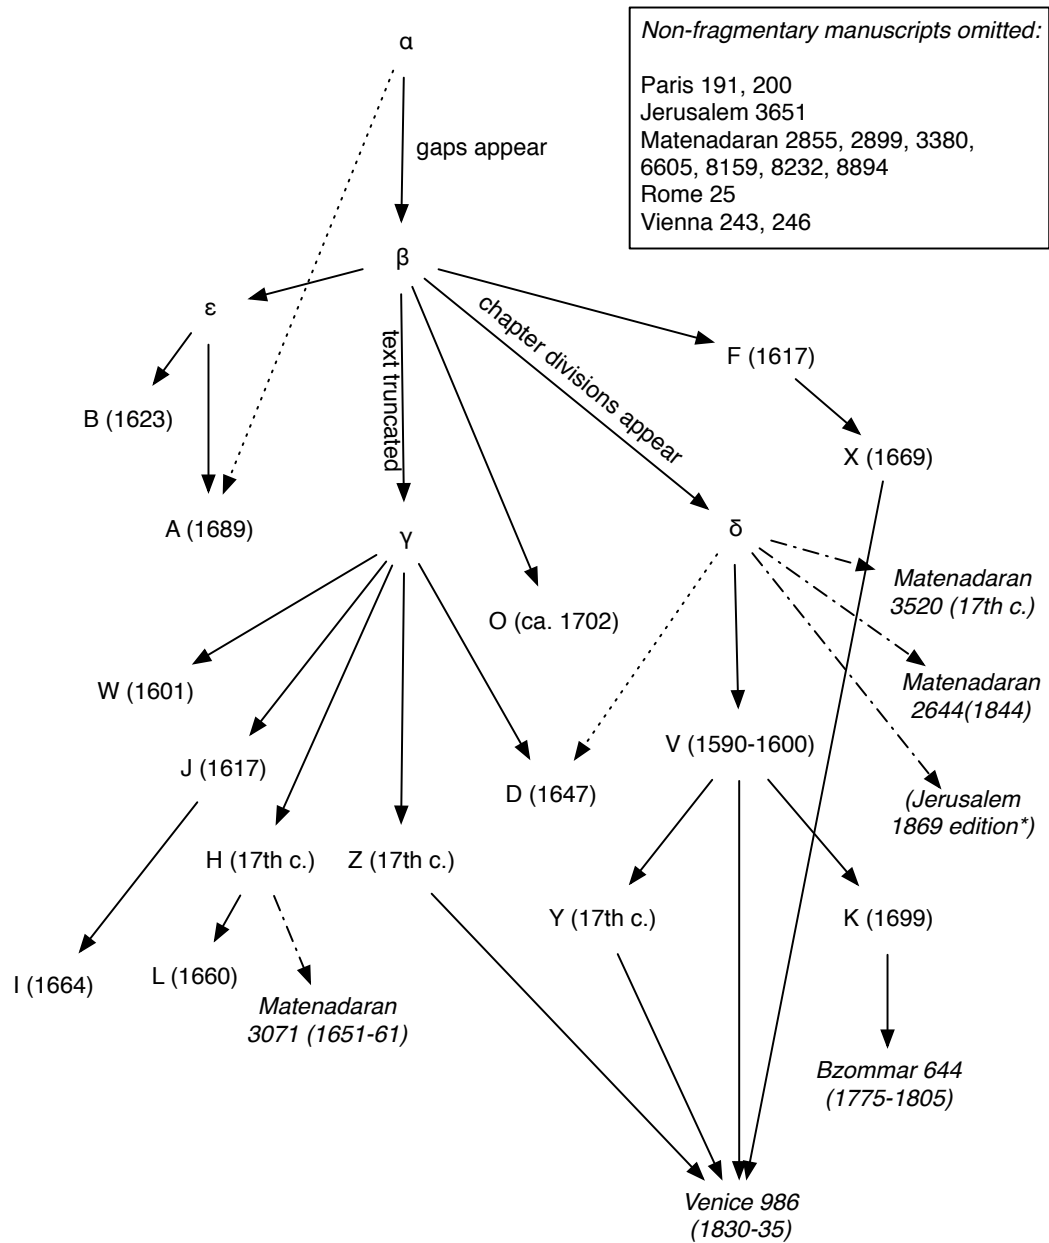 α
Non-fragmentary manuscripts omitted:
Paris 191, 200
Jerusalem 3651
Matenadaran 2855, 2899, 3380,
6605, 8159, 8232, 8894
Rome 25
Vienna 243, 246
gaps appear
β
ε
chapter divisions appear
text truncated
F (1617)
B (1623)
X (1669)
A (1689)
γ
δ
Matenadaran
3520 (17th c.)
O (ca. 1702)
W (1601)
Matenadaran
2644(1844)
V (1590-1600)
J (1617)
D (1647)
(Jerusalem
1869 edition*)
H (17th c.)
Z (17th c.)
Y (17th c.)
K (1699)
I (1664)
L (1660)
Matenadaran
3071 (1651-61)
Bzommar 644
(1775-1805)
Venice 986
(1830-35)